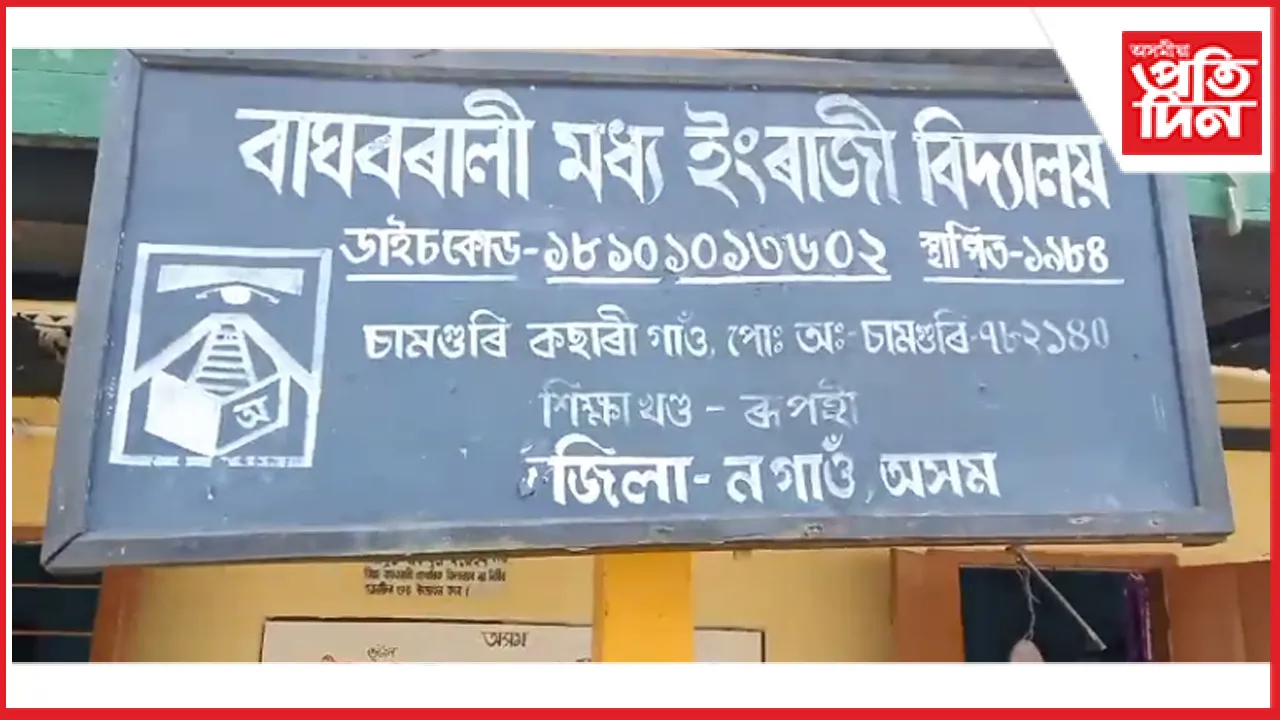 অসমীয়া
প্ৰতি
দিন
বাঘবৰালী মধ্য ইংৰাজী বিদ্যালয়
ডাইচকোড-১৮১০১০১৩৬০২ স্থাপিত-১৯৮৪
চামগুৰি কছাৰী গাঁও, পোঃ অঃ-চামগুৰি-৭৮২১৪০
শিক্ষাখণ্ড - ৰূপহী
অ
জিলা- নগাওঁ, অসম
অসম